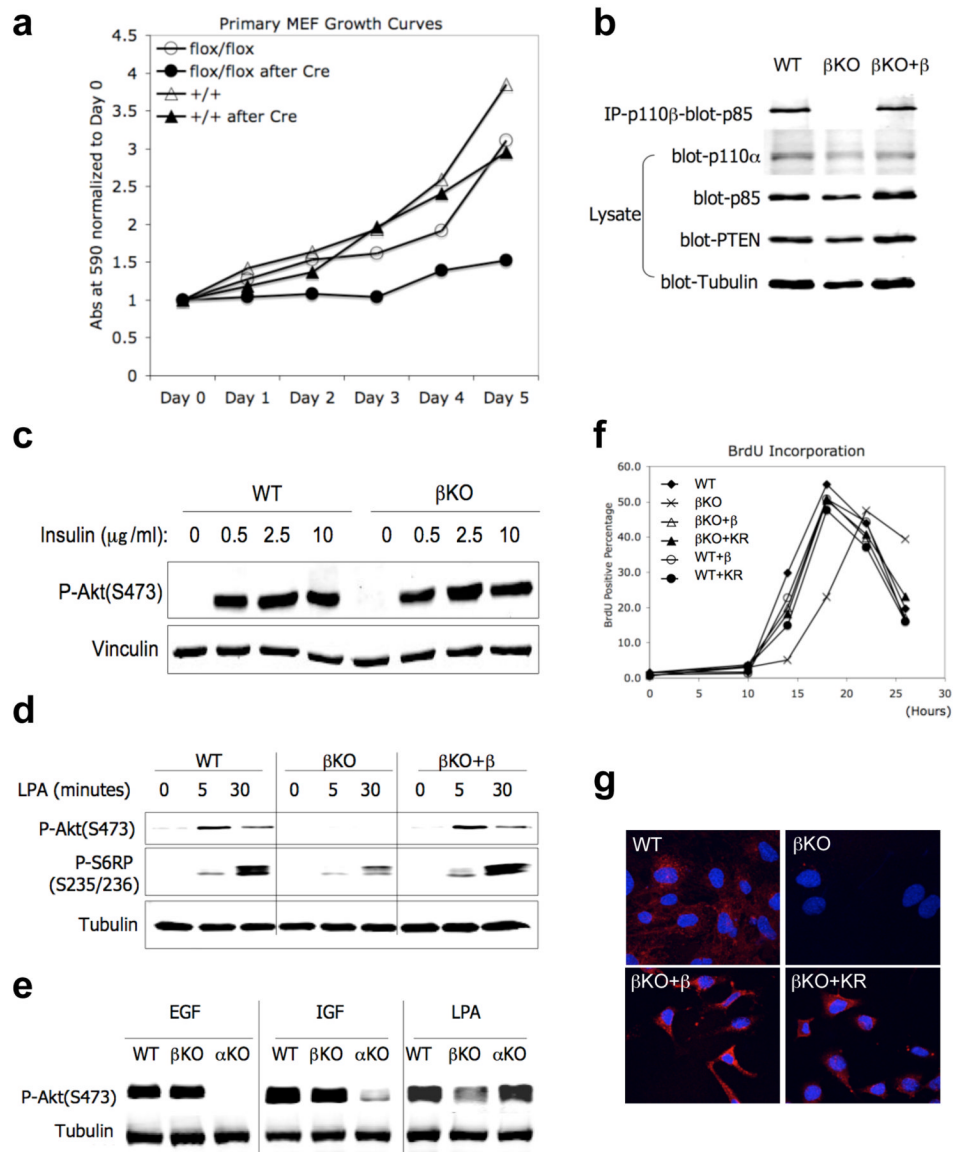 a
Primary MEF Growth Curves
4.5
4
3.5
3
2.5
2
1.5
1
0.5
0
Abs at 590 normalized to Day 0
flox/flox
flox/flox after Cre
+/+
+/+ after Cre
Day 0 Day 1 Day 2 Day 3 Day 4 Day 5
b
WT βKO βKO+β
IP-p110β-blot-p85
blot-p110α
blot-p85
Lysate
blot-PTEN
blot-Tubulin
c
WT βKO
Insulin (μg/ml): 0 0.5 2.5 10 0 0.5 2.5 10
P-Akt(S473)
Vinculin
d
WT βKO βKO+β
LPA (minutes) 0 5 30 0 5 30 0 5 30
P-Akt(S473)
P-S6RP
(S235/236)
Tubulin
e
EGF IGF LPA
WT βKO αKO WT βKO αKO WT βKO αKO
P-Akt(S473)
Tubulin
f
BrdU Incorporation
60.0
50.0
40.0
30.0
20.0
10.0
0.0
BrdU Positive Percentage
WT
βKO
βKO+β
βKO+KR
WT+β
WT+KR
0 5 10 15 20 25 30
(Hours)
g
WT βKO
βKO+β βKO+KR